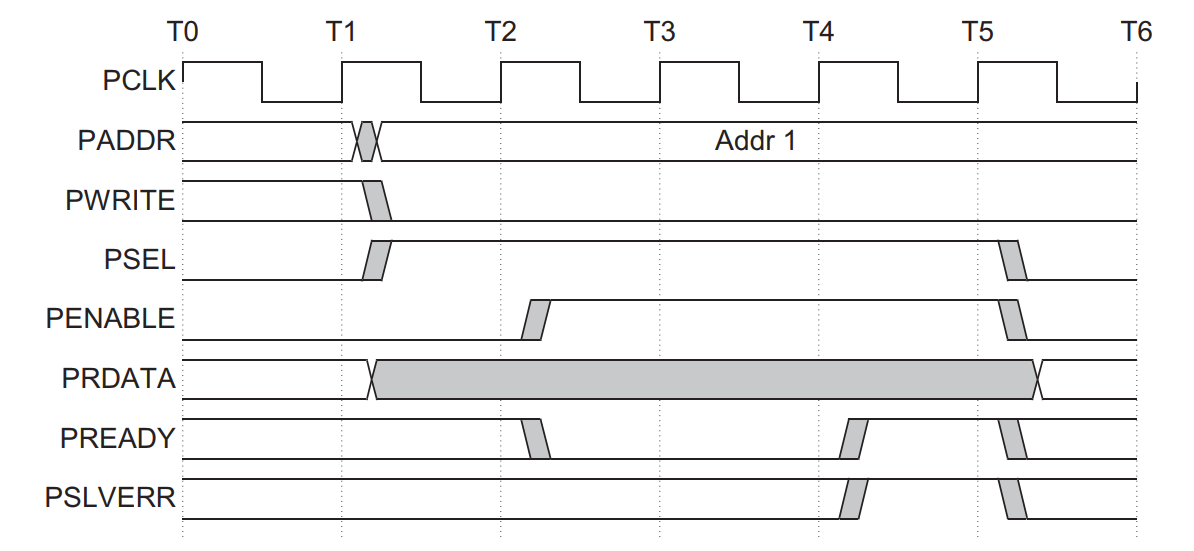 T0 T1 T2 T3 T4 T5 T6
PCLK
PADDR Addr 1
PWRITE
PSEL
PENABLE
PRDATA
PREADY
PSLVERR